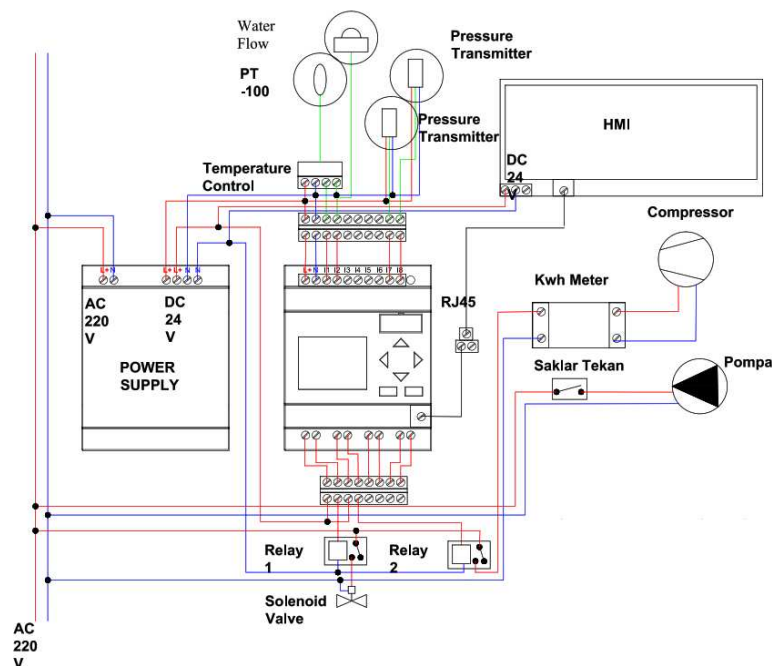 Water
Flow
Pressure
Transmitter
PT
-100
Pressure
Transmitter
HMI
Temperature
Control
DC
24
V
Compressor
L+ N
L+ L+ N N
L+ N I1 I2 I3 I4 I5 I6 I7 I8
RJ45
Kwh Meter
AC
220
V
DC
24
V
POWER
SUPPLY
Saklar Tekan
Pompa
Relay
1
Relay
2
Solenoid
Valve
AC
220
V